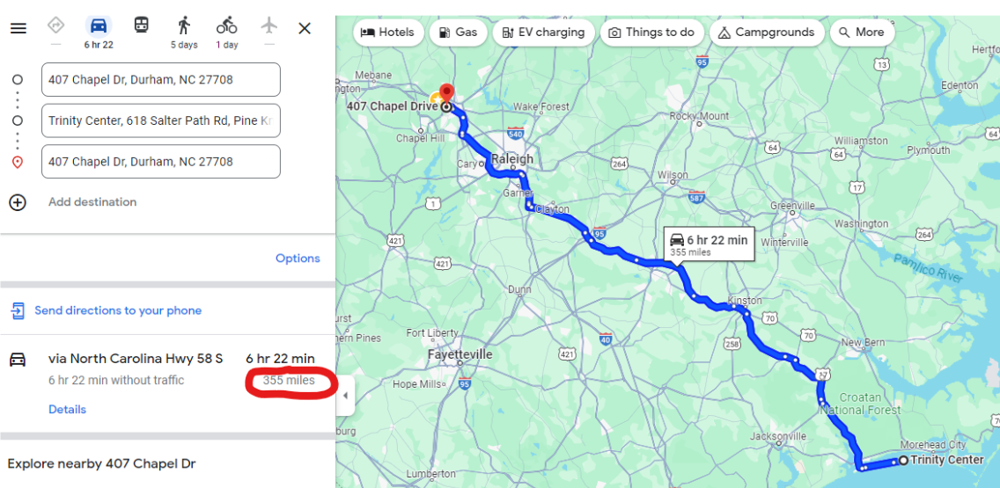 6 hr 22
5 days
1 day
407 Chapel Dr, Durham, NC 27708
Trinity Center, 618 Salter Path Rd, Pine Kn
407 Chapel Dr, Durham, NC 27708
Add destination
Options
Send directions to your phone
via North Carolina Hwy 58 S
6 hr 22 min
6 hr 22 min without traffic
355 miles
Details
Explore nearby 407 Chapel Dr
Hotels
Gas
EV charging
Things to do
Campgrounds
More
95
13
Hertfo
Mebane
ngton
Edenton
407 Chapel Drive
Wake Forest
Rocky Mount
Chapel Hill
540
64
64
64
Williamston
Plymouth
Cary
Raleigh
264
Wilson
17
Garner
1
587
Greenville
Clayton
Washington
421
95
6 hr 22 min
355 miles
264
Winterville
421
Pamlico River
Dunn
Kinston
70
70
urst
ern Pines
Fort Liberty
40
258
New Bern
Fayetteville
421
17
Hope Mills
95
Croatan
National Forest
70
burg
Jacksonville
Morehead City
Trinity Center
Lumberton